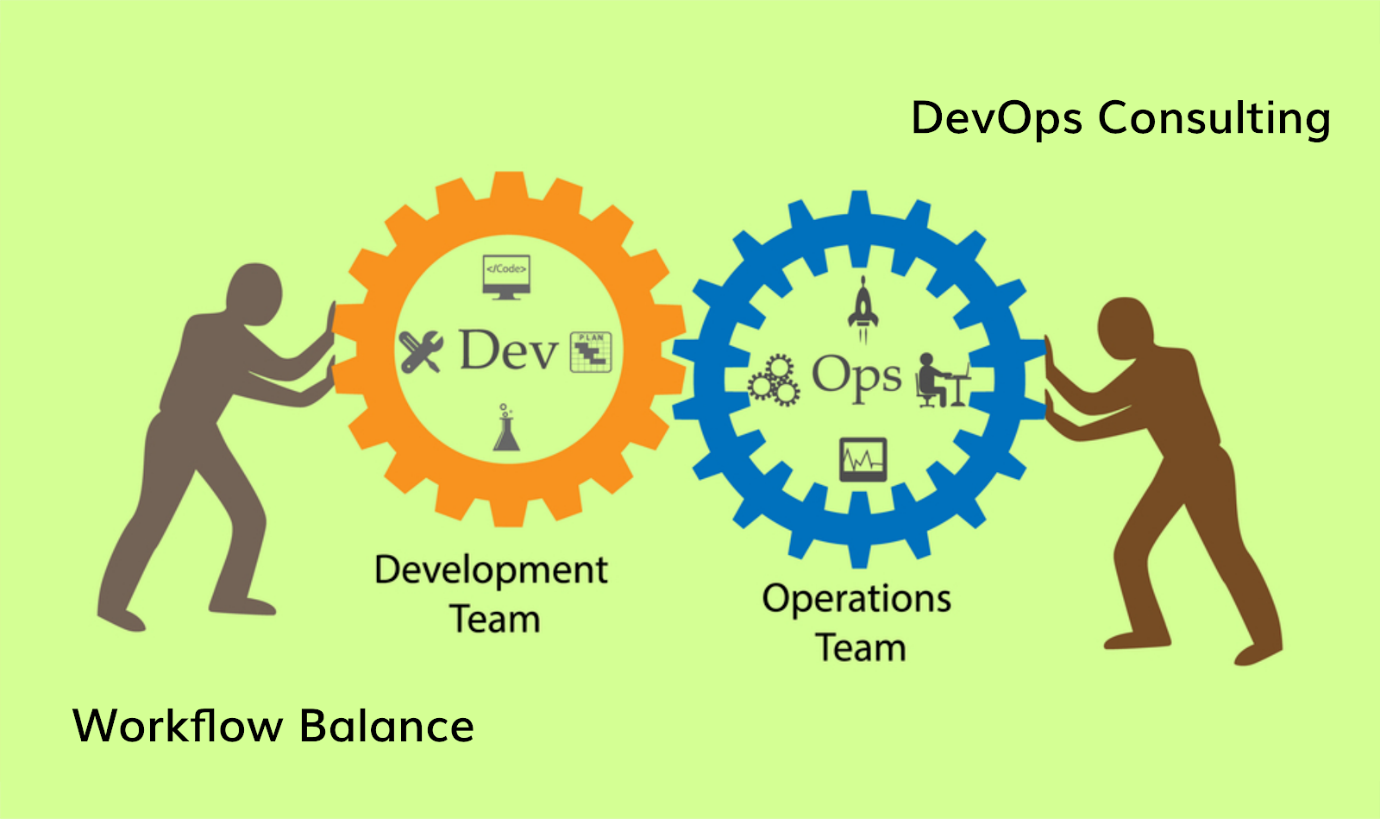 DevOps Consulting
</Code>
Dev
PLAN
Ops
Development
Team
Operations
Team
Workflow Balance